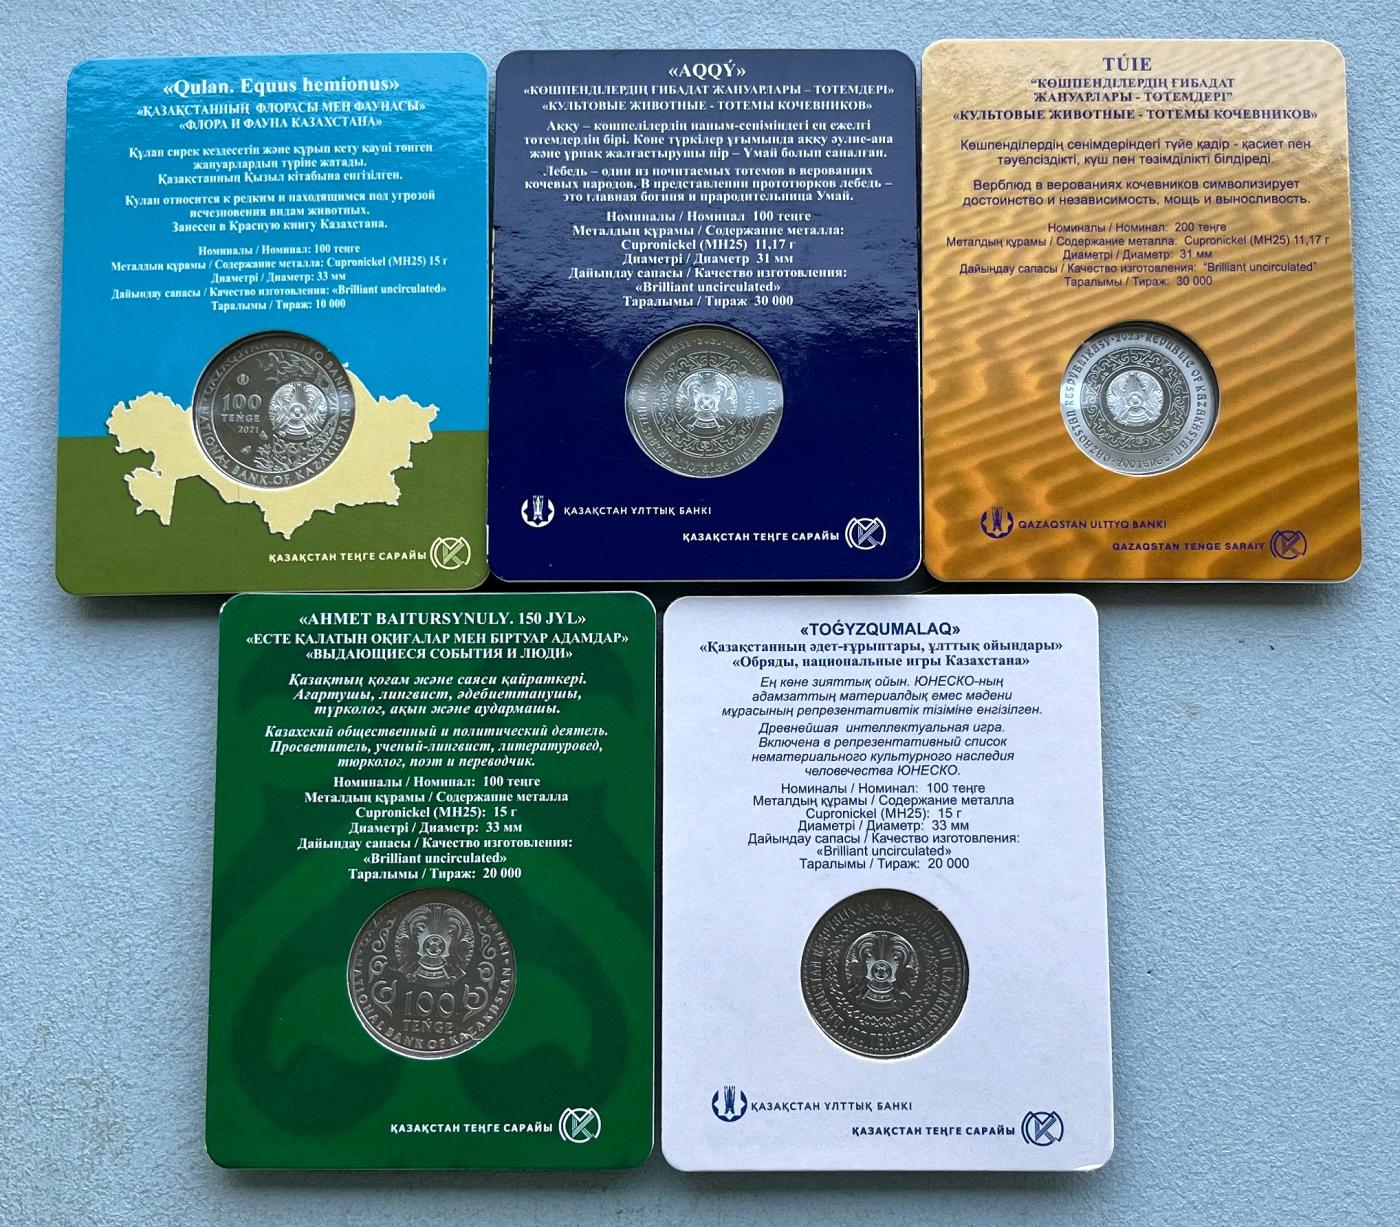 «Qulan. Equus hemionus»
«ҚАЗАҚСТАННЫҢ ФЛОРАСЫ МЕН ФАУНАСЫ»
«ФЛОРА И ФАУНА КАЗАХСТАНА»
Құлан сирек кездесетін және құрып кету қаупі төнген
жануарлардың түріне жатады.
Қазақстанның Қызыл кітабына енгізілген.
Кулан относится к редким и находящимся под угрозой
исчезновения видам животных.
Занесен в Красную книгу Казахстана.
Номиналы / Номинал: 100 теңге
Металдың құрамы / Содержание металла: Cupronickel (МН25) 15 г
Диаметрі / Диаметр: 33 мм
Дайындау сапасы / Качество изготовления: «Brilliant uncirculated»
Таралымы / Тираж: 10 000
100
TEŃGE
2021
NATIONAL BANK OF KAZAKHSTAN
ҚАЗАҚСТАН ТЕҢГЕ САРАЙЫ
«AQQÝ»
«КӨШПЕНДІЛЕРДІҢ ҒИБАДАТ ЖАНУАРЛАРЫ – ТОТЕМДЕРІ»
«КУЛЬТОВЫЕ ЖИВОТНЫЕ - ТОТЕМЫ КОЧЕВНИКОВ»
Аққу – көшпелілердің наным-сеніміндегі ең ежелгі
тотемдердің бірі. Көне түркілер ұғымында аққу әулие-ана
және ұрпақ жалғастырушы пір – Ұмай болып саналған.
Лебедь – один из почитаемых тотемов в верованиях
кочевых народов. В представлении прототюрков лебедь –
это главная богиня и прародительница Умай.
Номиналы / Номинал 100 теңге
Металдың құрамы / Содержание металла:
Cupronickel (МН25) 11,17 г
Диаметрі / Диаметр 31 мм
Дайындау сапасы / Качество изготовления:
«Brilliant uncirculated»
Таралымы / Тираж 30 000
ҚАЗАҚСТАН ҰЛТТЫҚ БАНКІ
ҚАЗАҚСТАН ТЕҢГЕ САРАЙЫ
TÚIE
“КӨШПЕНДІЛЕРДІҢ ҒИБАДАТ
ЖАНУАРЛАРЫ - ТОТЕМДЕРІ”
«КУЛЬТОВЫЕ ЖИВОТНЫЕ - ТОТЕМЫ КОЧЕВНИКОВ»
Көшпенділердің сенімдеріндегі түйе қадір - қасиет пен
тәуелсіздікті, күш пен төзімділікті білдіреді.
Верблюд в верованиях кочевников символизирует
достоинство и независимость, мощь и выносливость.
Номиналы / Номинал: 200 теңге
Металдың құрамы / Содержание металла: Cupronickel (МН25) 11,17 г
Диаметрі / Диаметр: 31 мм
Дайындау сапасы / Качество изготовления: “Brilliant uncirculated”
Таралымы / Тираж: 30 000
QAZAQSTAN RESPÝBLIKASY · 2023 · REPUBLIC OF KAZAKHSTAN · 200 TEŃGE
QAZAQSTAN ULTTYQ BANKI
QAZAQSTAN TEŃGE SARAIY
«AHMET BAITURSYNULY. 150 JYL»
«ЕСТЕ ҚАЛАТЫН ОҚИҒАЛАР МЕН БІРТУАР АДАМДАР»
«ВЫДАЮЩИЕСЯ СОБЫТИЯ И ЛЮДИ»
Қазақтың қоғам және саяси қайраткері.
Ағартушы, лингвист, әдебиеттанушы,
түрколог, ақын және аудармашы.
Казахский общественный и политический деятель.
Просветитель, ученый-лингвист, литературовед,
тюрколог, поэт и переводчик.
Номиналы / Номинал: 100 теңге
Металдың құрамы / Содержание металла
Cupronickel (МН25): 15 г
Диаметрі / Диаметр: 33 мм
Дайындау сапасы / Качество изготовления:
«Brilliant uncirculated»
Таралымы / Тираж: 20 000
100
TEŃGE
NATIONAL BANK OF KAZAKHSTAN
ҚАЗАҚСТАН ТЕҢГЕ САРАЙЫ
«TOǴYZQUMALAQ»
«Қазақстанның әдет-ғұрыптары, ұлттық ойындары»
«Обряды, национальные игры Казахстана»
Ең көне зияттық ойын. ЮНЕСКО-ның
адамзаттың материалдық емес мәдени
мұрасының репрезентативтік тізіміне енгізілген.
Древнейшая интеллектуальная игра.
Включена в репрезентативный список
нематериального культурного наследия
человечества ЮНЕСКО.
Номиналы / Номинал: 100 теңге
Металдың құрамы / Содержание металла
Cupronickel (МН25): 15 г
Диаметрі / Диаметр: 33 мм
Дайындау сапасы / Качество изготовления:
«Brilliant uncirculated»
Таралымы / Тираж: 20 000
ҚАЗАҚСТАН ҰЛТТЫҚ БАНКІ
ҚАЗАҚСТАН ТЕҢГЕ САРАЙЫ